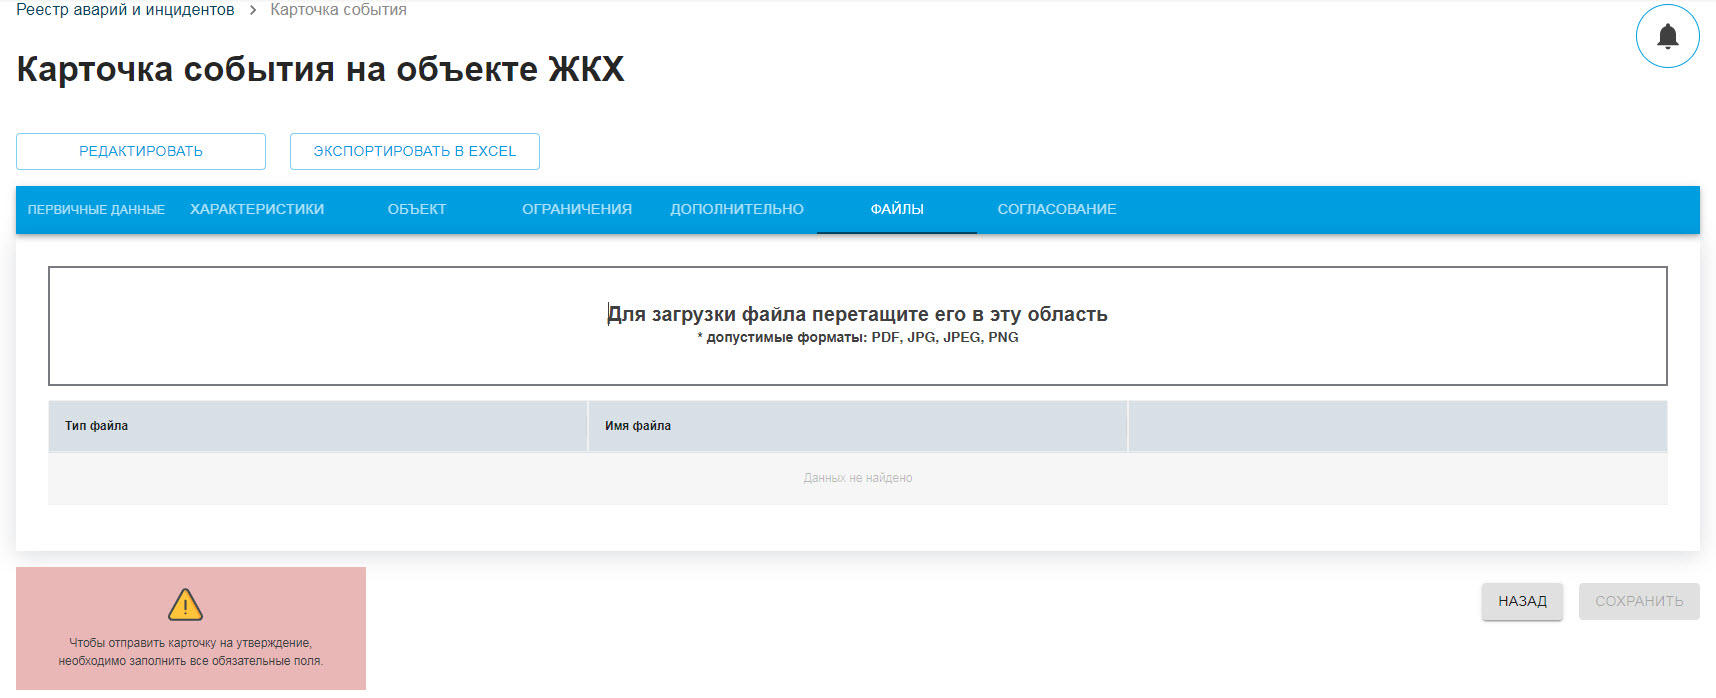 Реестр аварий и инцидентов > Карточка события
Карточка события на объекте ЖКХ
РЕДАКТИРОВАТЬ ЭКСПОРТИРОВАТЬ В EXCEL
ПЕРВИЧНЫЕ ДАННЫЕ ХАРАКТЕРИСТИКИ ОБЪЕКТ ОГРАНИЧЕНИЯ ДОПОЛНИТЕЛЬНО ФАЙЛЫ СОГЛАСОВАНИЕ
Для загрузки файла перетащите его в эту область
* допустимые форматы: PDF, JPG, JPEG, PNG
Тип файла Имя файла
Данных не найдено
НАЗАД СОХРАНИТЬ
Чтобы отправить карточку на утверждение,
необходимо заполнить все обязательные поля.